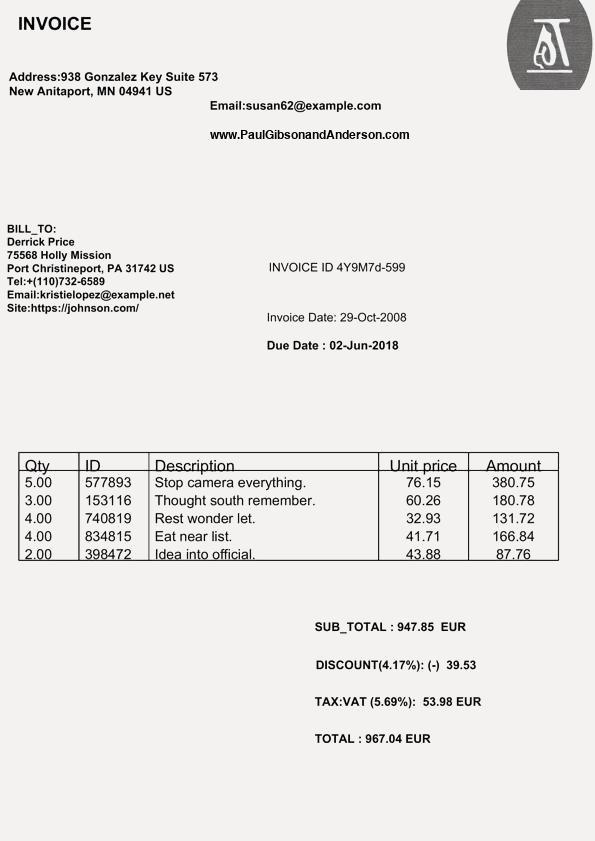 INVOICE
Address:938 Gonzalez Key Suite 573
New Anitaport, MN 04941 US
Email:susan62@example.com
www.PaulGibsonandAnderson.com
BILL_TO:
Derrick Price
75568 Holly Mission
Port Christineport, PA 31742 US
Tel:+(110)732-6589
Email:kristielopez@example.net
Site:https://johnson.com/
INVOICE ID 4Y9M7d-599
Invoice Date: 29-Oct-2008
Due Date : 02-Jun-2018
Qty ID Description Unit price Amount
5.00 577893 Stop camera everything. 76.15 380.75
3.00 153116 Thought south remember. 60.26 180.78
4.00 740819 Rest wonder let. 32.93 131.72
4.00 834815 Eat near list. 41.71 166.84
2.00 398472 Idea into official. 43.88 87.76
SUB_TOTAL : 947.85 EUR
DISCOUNT(4.17%): (-) 39.53
TAX:VAT (5.69%): 53.98 EUR
TOTAL : 967.04 EUR